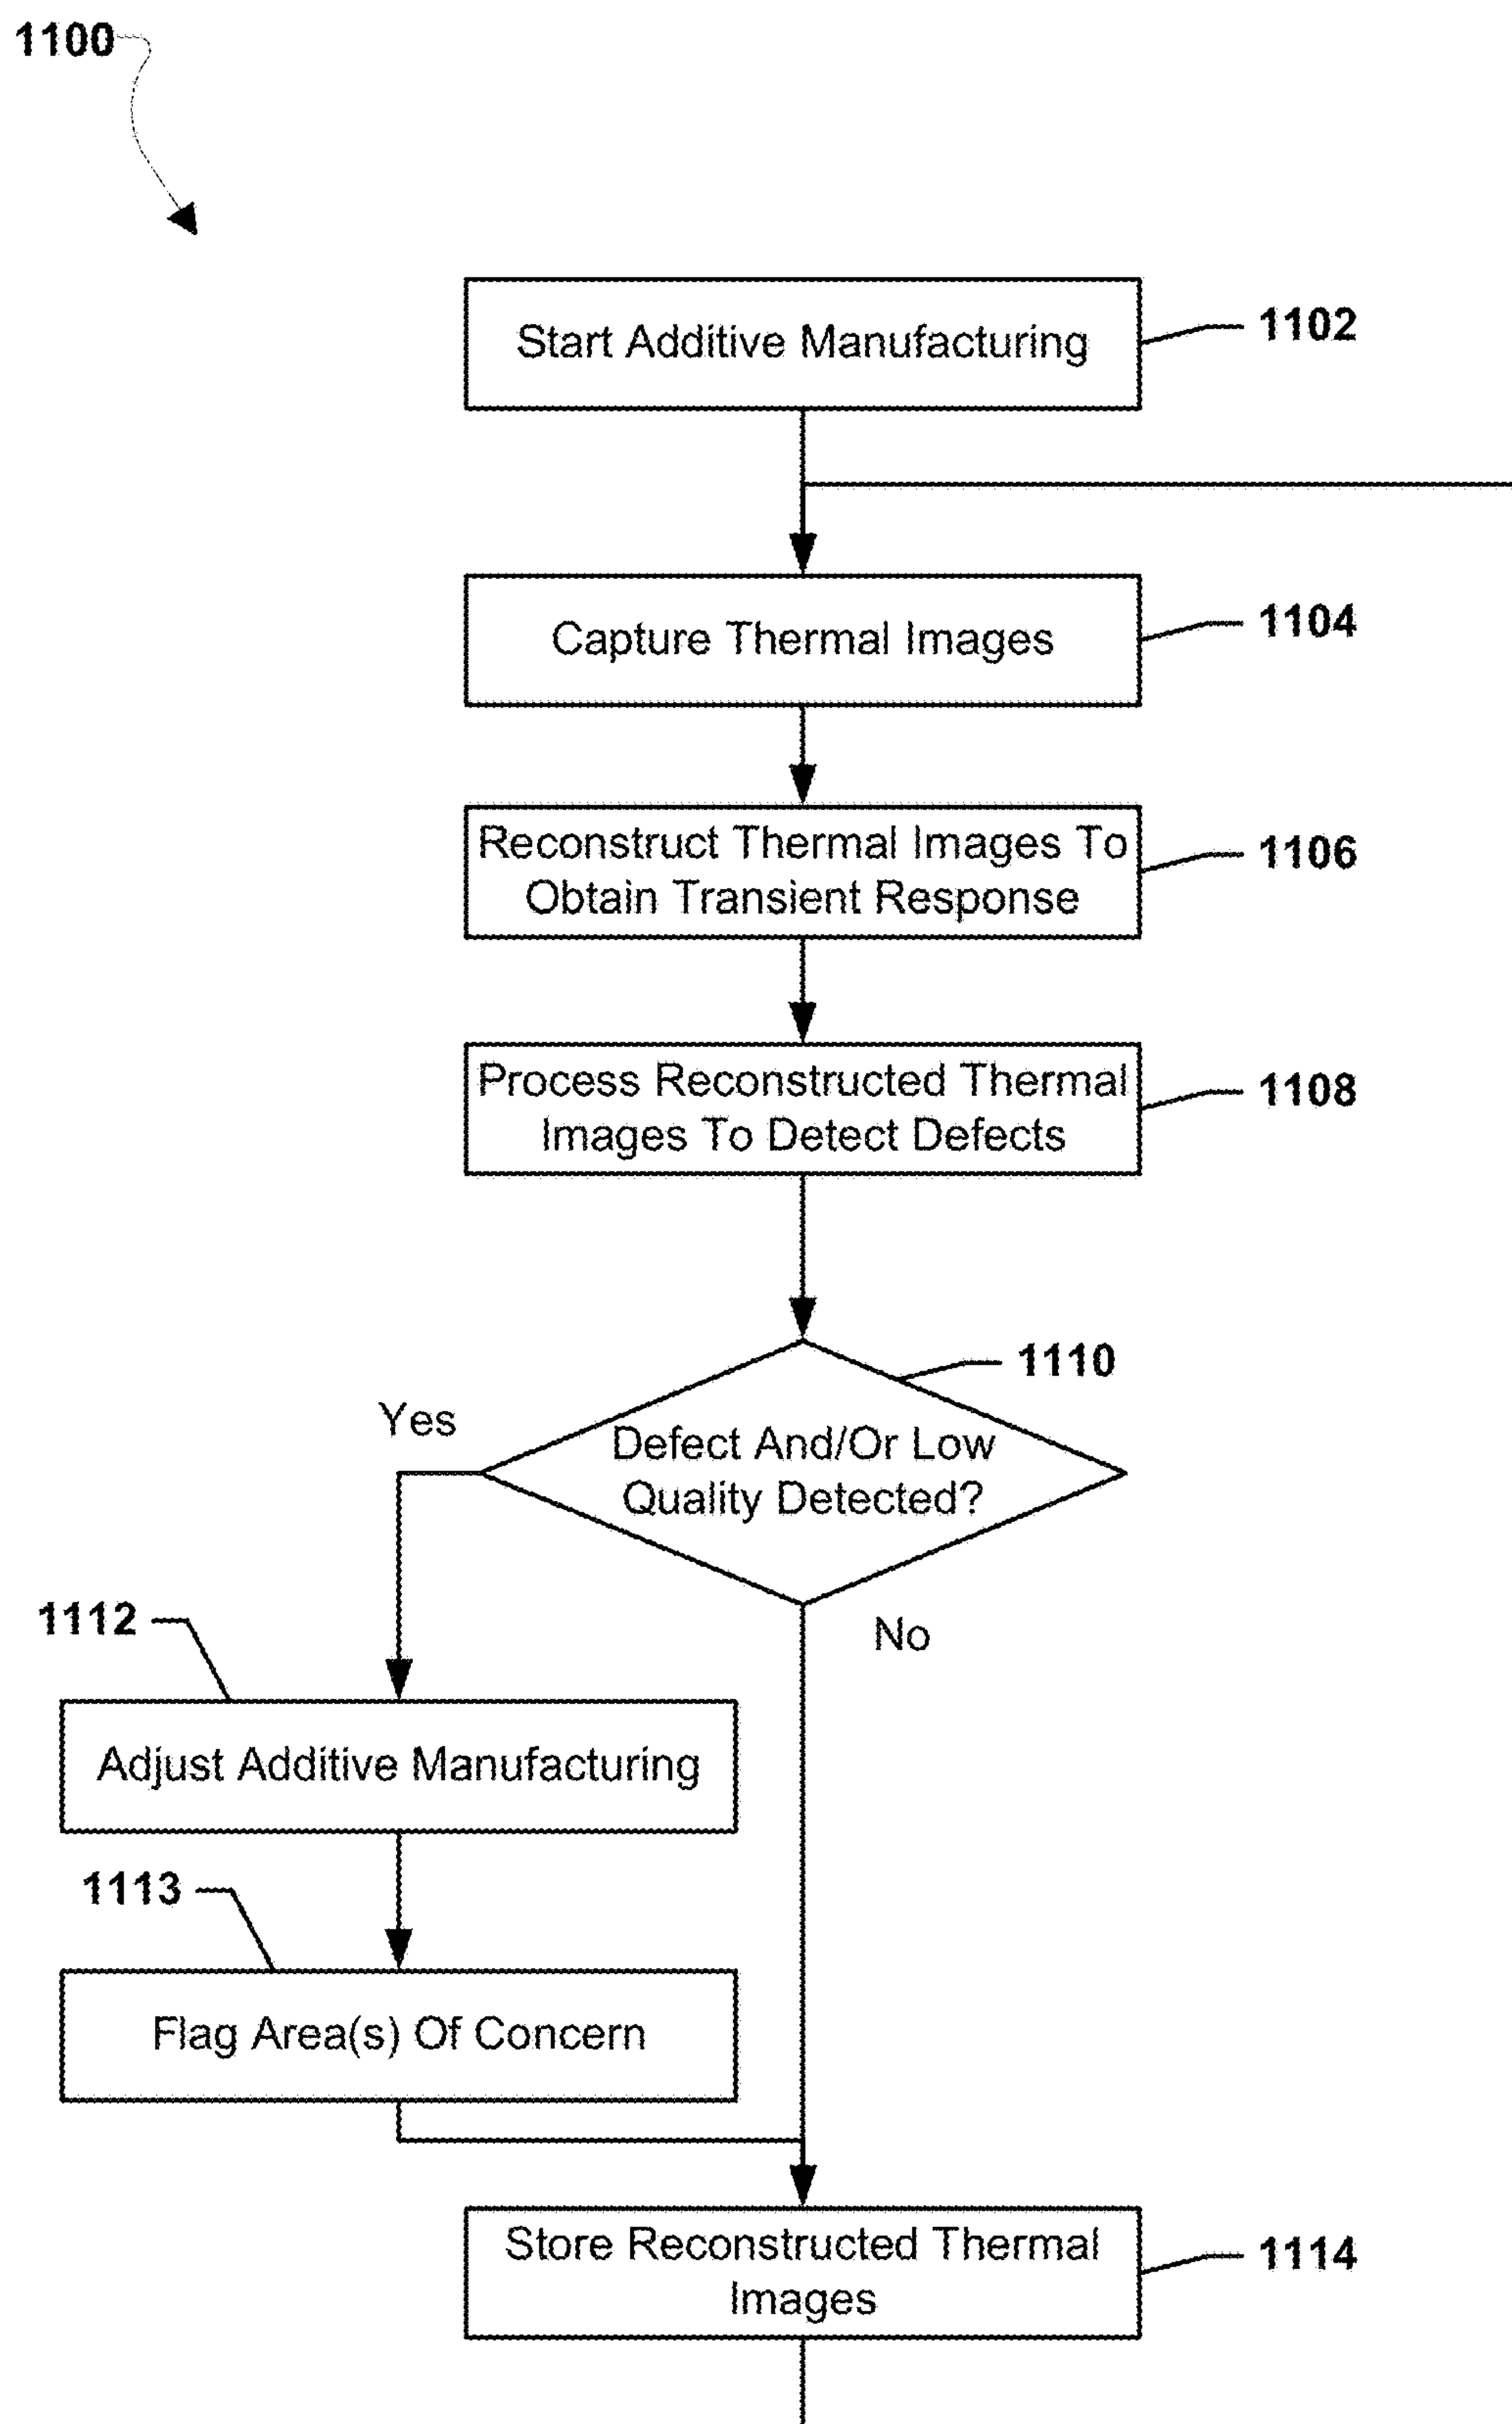 1100
Start Additive Manufacturing
1102
Capture Thermal Images
1104
Reconstruct Thermal Images To
Obtain Transient Response
1106
Process Reconstructed Thermal
Images To Detect Defects
1108
1110
Yes
Defect And/Or Low
Quality Detected?
No
1112
Adjust Additive Manufacturing
1113
Flag Area(s) Of Concern
Store Reconstructed Thermal
Images
1114